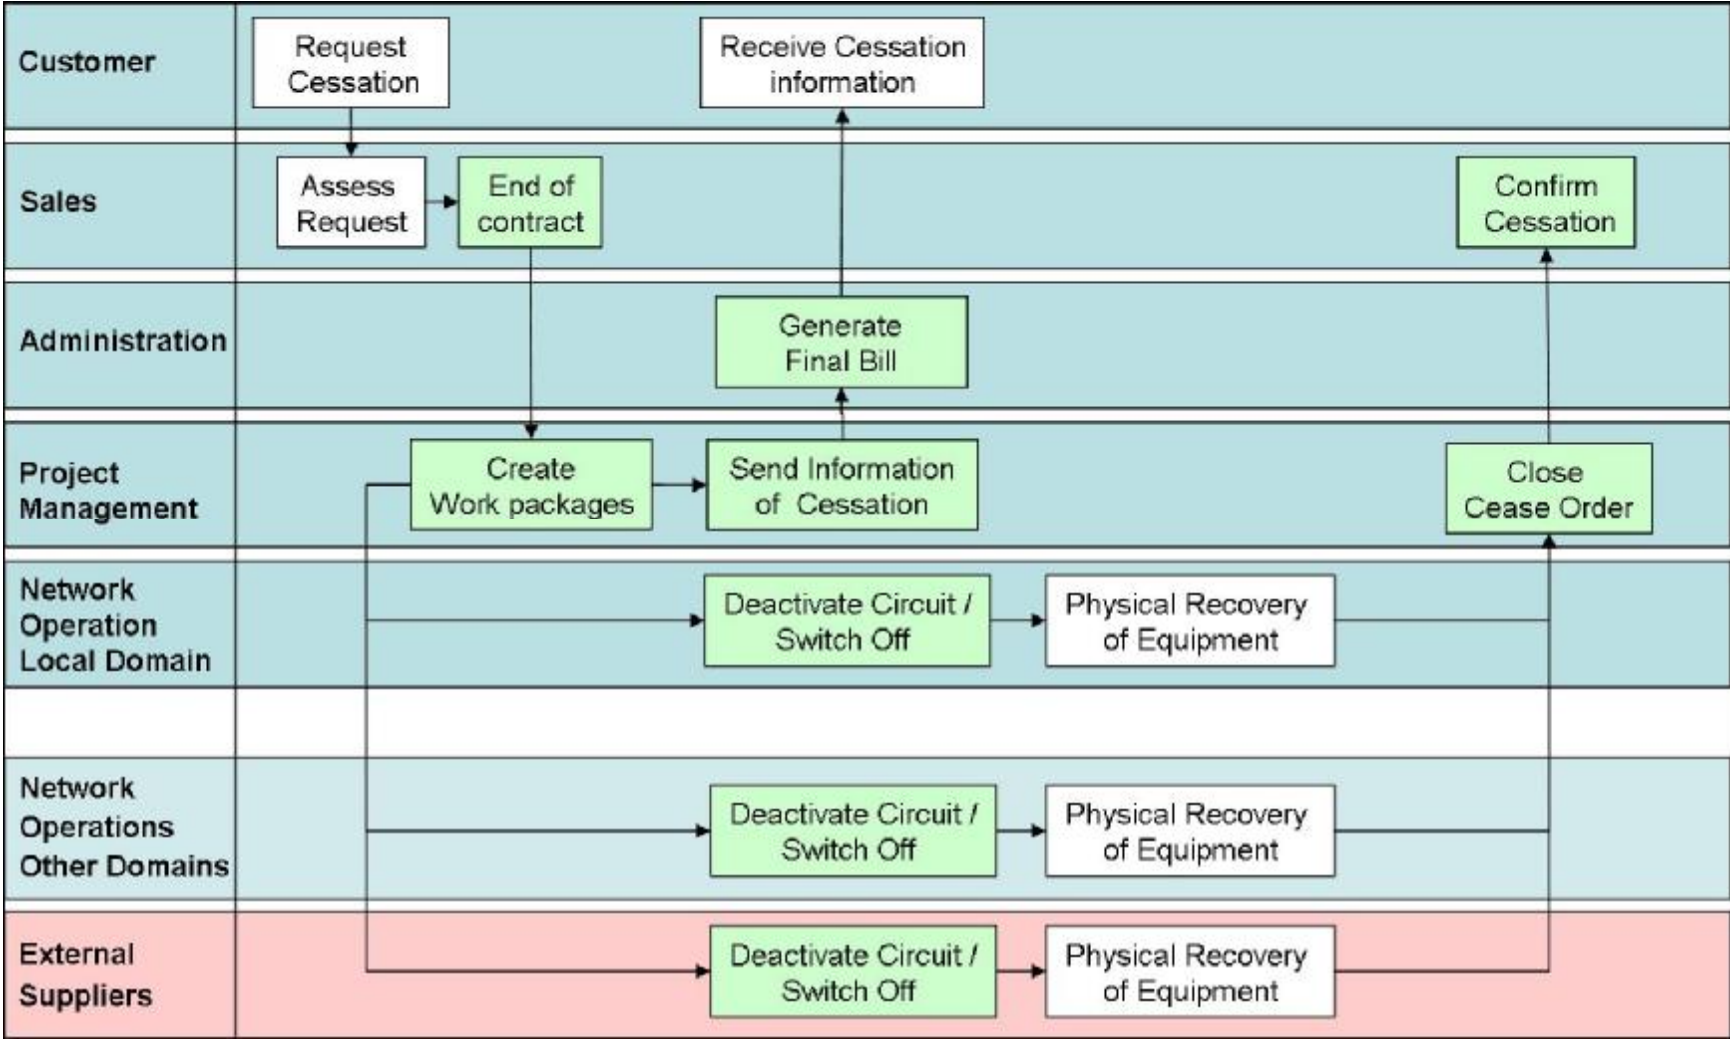 Customer
Request
Cessation
Receive Cessation
information
Sales
Assess
Request
End of
contract
Confirm
Cessation
Administration
Generate
Final Bill
Project
Management
Create
Work packages
Send Information
of Cessation
Close
Cease Order
Network
Operation
Local Domain
Deactivate Circuit /
Switch Off
Physical Recovery
of Equipment
Network
Operations
Other Domains
Deactivate Circuit /
Switch Off
Physical Recovery
of Equipment
External
Suppliers
Deactivate Circuit /
Switch Off
Physical Recovery
of Equipment